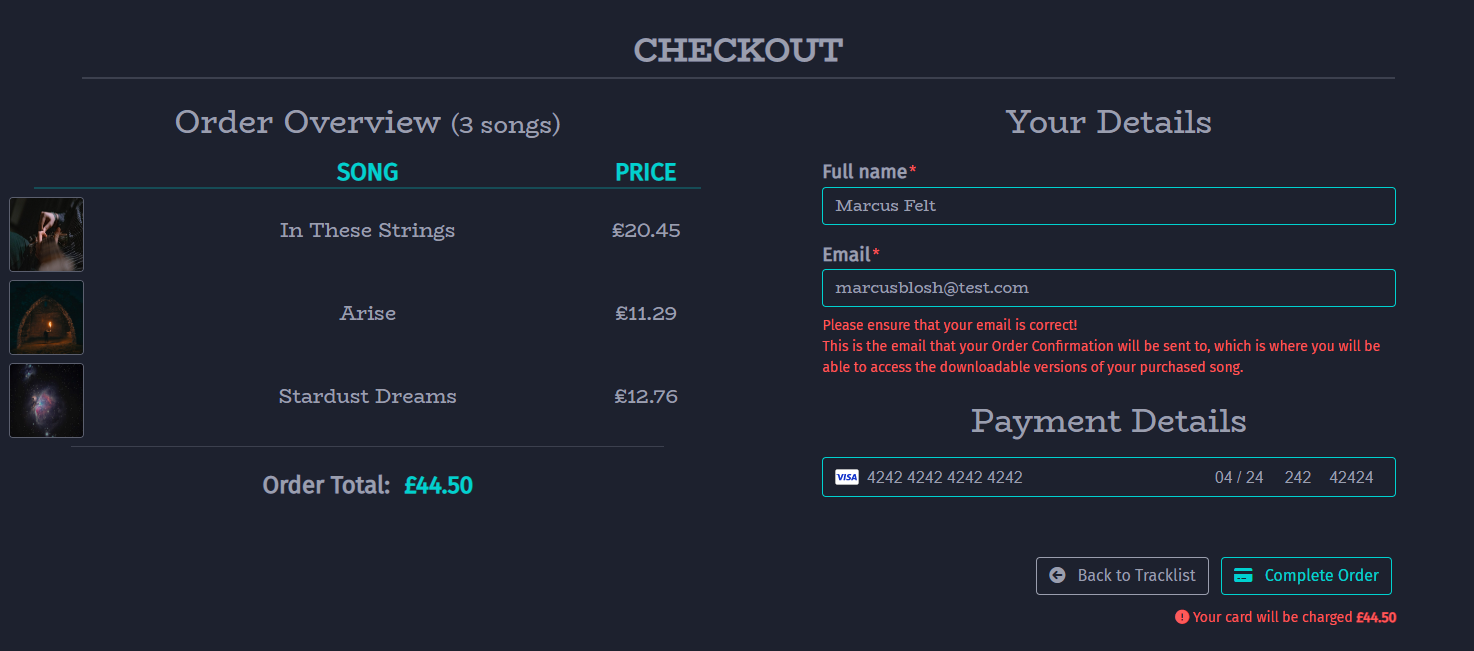 CHECKOUT
Order Overview (3 songs)
SONG PRICE
In These Strings £20.45
Arise £11.29
Stardust Dreams £12.76
Order Total: £44.50
Your Details
Full name*
Marcus Felt
Email*
marcusblosh@test.com
Please ensure that your email is correct!
This is the email that your Order Confirmation will be sent to, which is where you will be
able to access the downloadable versions of your purchased song.
Payment Details
VISA 4242 4242 4242 4242 04 / 24 242 42424
Back to Tracklist Complete Order
Your card will be charged £44.50